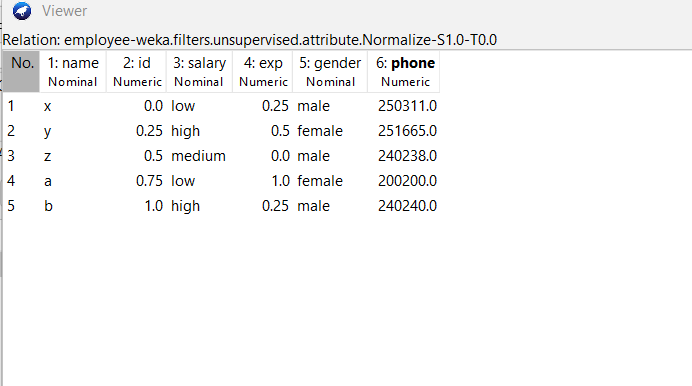 Viewer
Relation: employee-weka.filters.unsupervised.attribute.Normalize-S1.0-T0.0
No. 1: name 2: id 3: salary 4: exp 5: gender 6: phone
Nominal Numeric Nominal Numeric Nominal Numeric
1 x 0.0 low 0.25 male 250311.0
2 y 0.25 high 0.5 female 251665.0
3 z 0.5 medium 0.0 male 240238.0
4 a 0.75 low 1.0 female 200200.0
5 b 1.0 high 0.25 male 240240.0